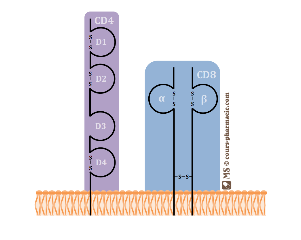 CD4
S
S
D1
S
S
D2
D3
S
S
D4
CD8
S
S
S
S
α
β
-S-S-
MS © cours-pharmacie.com